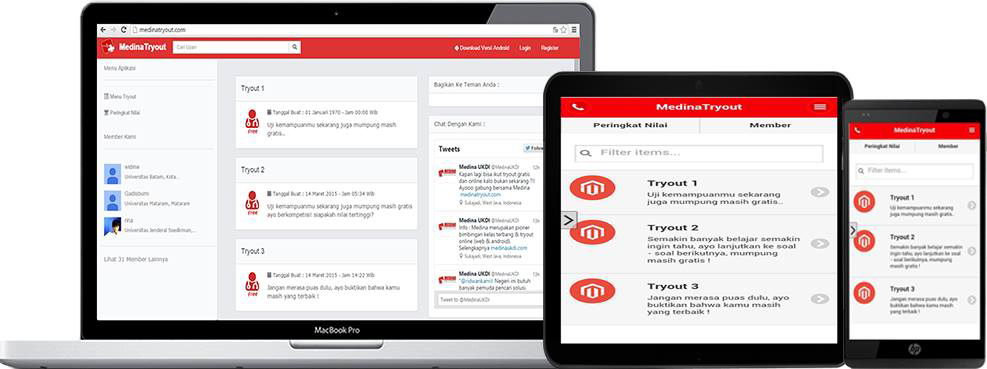 medinatryout.com
MedinaTryout
Cari Ujian
Download Versi Android
Login
Register
Menu Aplikasi
Menu Tryout
Peringkat Nilai
Member Kami
widine
Universitas Batam, Kota...
Gadisbumi
Universitas Mataram, Mataram
Iva
Universitas Jenderal Soedirman,...
Lihat 31 Member Lainnya
Tryout 1
Tanggal Buat : 01 Januari 1970 - Jam 00:00 Wib
Uji kemampuanmu sekarang juga mumpung masih
gratis..
Free
Tryout 2
Tanggal Buat : 14 Maret 2015 - Jam 05:34 Wib
Uji kemampuanmu sekarang juga mumpung masih gratis
ayo berkompetisi! siapakah nilai tertinggi?
Free
Tryout 3
Tanggal Buat : 14 Maret 2015 - Jam 14:22 Wib
Jangan merasa puas dulu, ayo buktikan bahwa kamu
masih yang terbaik !
Free
Bagikan Ke Teman Anda :
Chat Dengan Kami :
Tweets
Follow
Medina UKDI @MedinaUKDI
Kapan lagi bisa ikut tryout gratis
dan online kalo bukan sekarang ?!
Ayooo gabung bersama Medina
medinatryout.com
Sukajadi, West Java, Indonesia
Medina UKDI @MedinaUKDI
Info : Medina merupakan pioner
bimbingan kelas terbang & tryout
online (web & android).
Selengkapnya medinaukdi.com
Sukajadi, West Java, Indonesia
Medina UKDI @MedinaUKDI
"@ridwankamil: Negeri ini butuh
banyak pemuda pencari solusi.
Tweet to @MedinaUKDI
MacBook Pro
MedinaTryout
Peringkat Nilai
Member
Filter items...
Tryout 1
Uji kemampuanmu sekarang
juga mumpung masih gratis..
Tryout 2
Semakin banyak belajar semakin
ingin tahu, ayo lanjutkan ke soal
- soal berikutnya, mumpung
masih gratis !
Tryout 3
Jangan merasa puas dulu, ayo
buktikan bahwa kamu masih
yang terbaik !
MedinaTryout
Peringkat Nilai
Member
Filter items...
Tryout 1
Uji kemampuanmu sekarang
juga mumpung masih gratis..
Tryout 2
Semakin banyak belajar semakin
ingin tahu, ayo lanjutkan ke soal
- soal berikutnya, mumpung
masih gratis !
Tryout 3
Jangan merasa puas dulu, ayo
buktikan bahwa kamu masih
yang terbaik !
hp